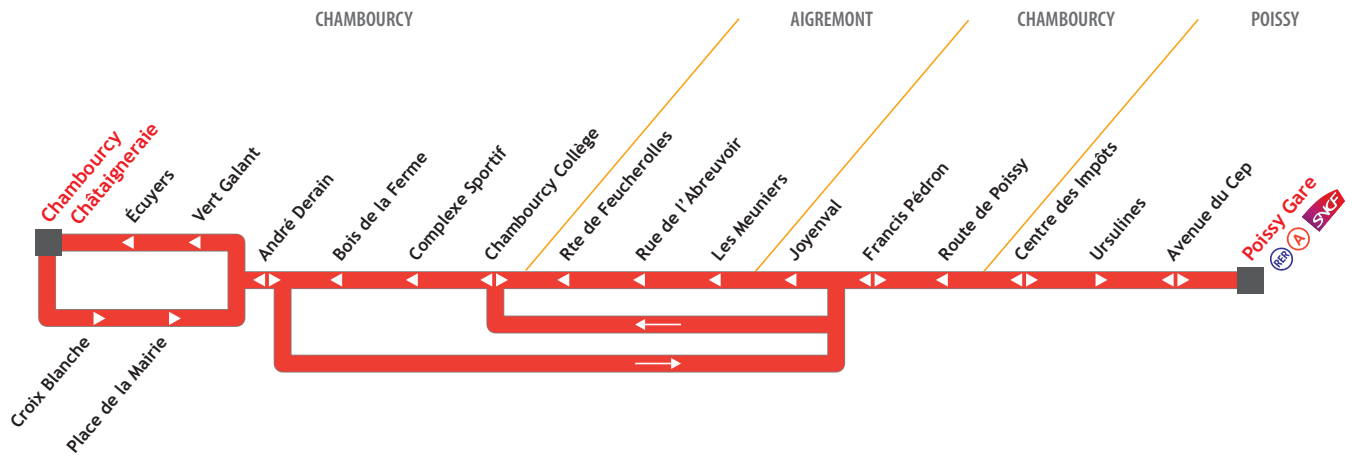 CHAMBOURCY
AIGREMONT
CHAMBOURCY
POISSY
Chambourcy
Châtaigneraie
Écuyers
Vert Galant
André Derain
Bois de la Ferme
Complexe Sportif
Chambourcy Collège
Rte de Feucherolles
Rue de l'Abreuvoir
Les Meuniers
Joyenval
Francis Pédron
Route de Poissy
Centre des Impôts
Ursulines
Avenue du Cep
Poissy Gare
RER
A
SNCF
Croix Blanche
Place de la Mairie